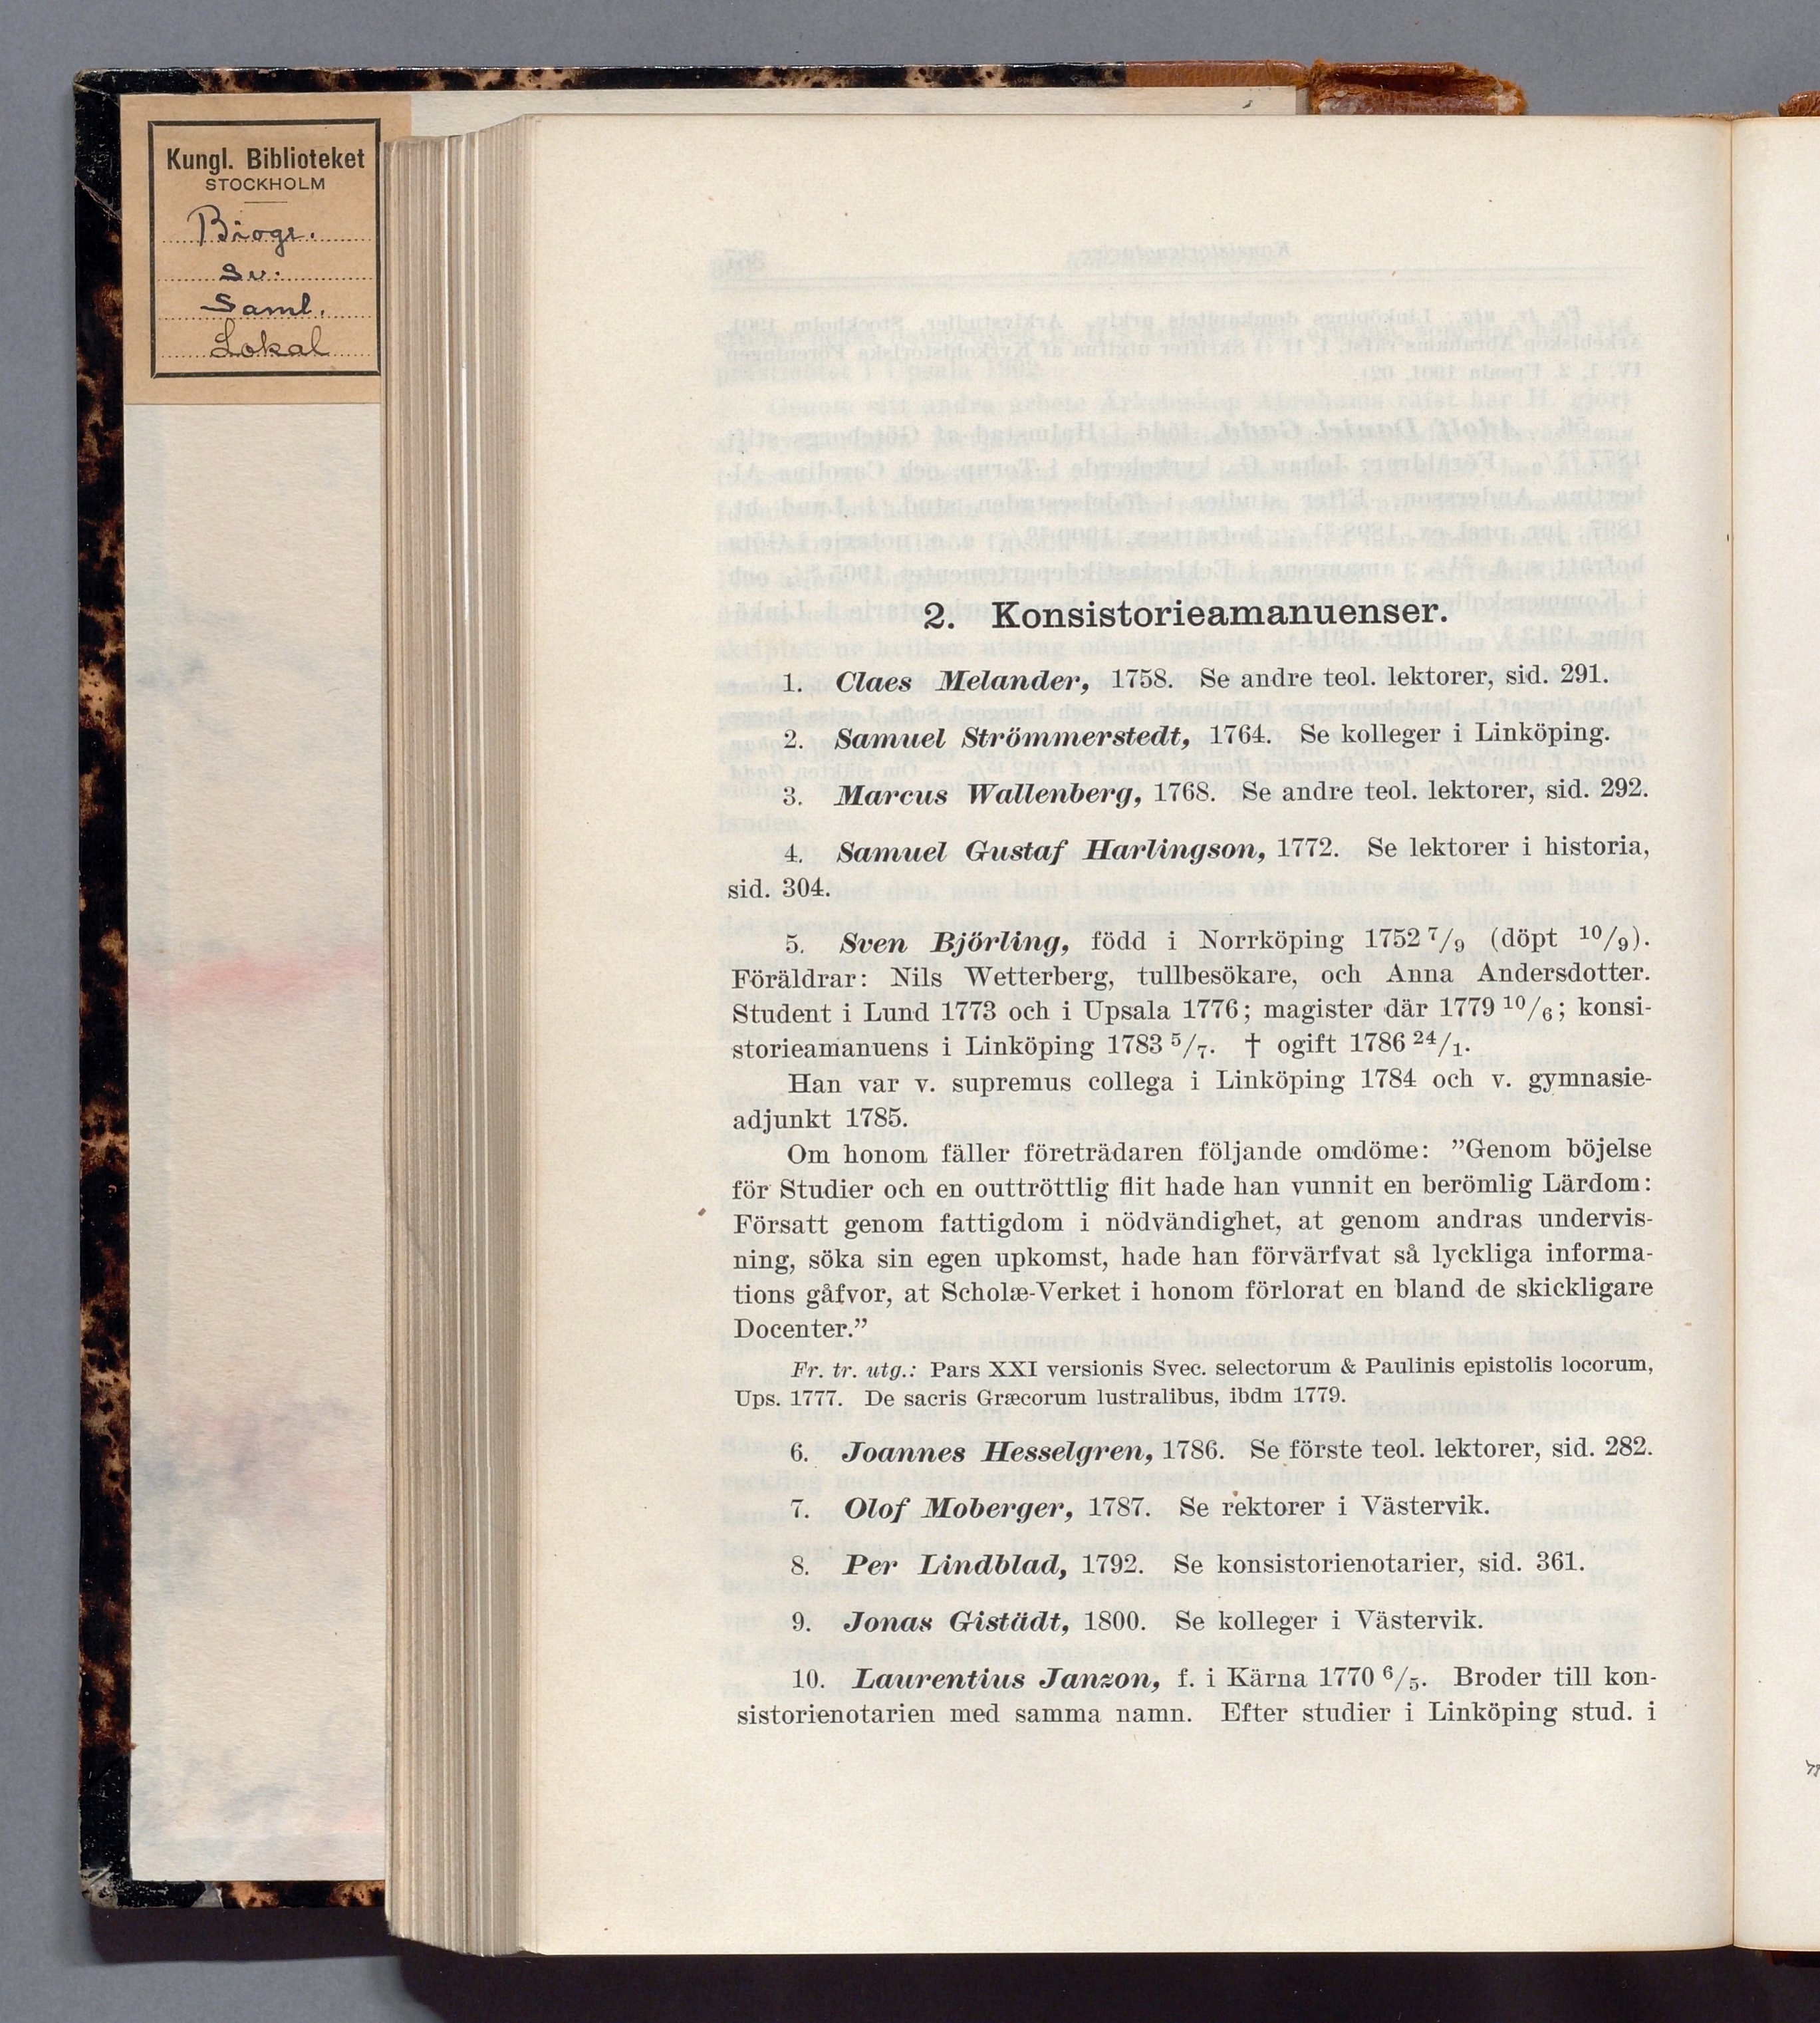 Kungl. Biblioteket
STOCKHOLM
Biogr.
Sv.
Saml.
Lokal
2. Konsistorieamanuenser.
1. Claes Melander, 1758. Se andre teol. lektorer, sid. 291.
2. Samuel Strömmerstedt, 1764. Se kolleger i Linköping.
3. Marcus Wallenberg, 1768. Se andre teol. lektorer, sid. 292.
4. Samuel Gustaf Harlingson, 1772. Se lektorer i historia,
sid. 304.
5. Sven Björling, född i Norrköping 1752 7/9 (döpt 10/9).
Föräldrar: Nils Wetterberg, tullbesökare, och Anna Andersdotter.
Student i Lund 1773 och i Upsala 1776; magister där 1779 10/6; konsi-
storieamanuens i Linköping 1783 5/7. † ogift 1786 24/1.
Han var v. supremus collega i Linköping 1784 och v. gymnasie-
adjunkt 1785.
Om honom fäller företrädaren följande omdöme: ”Genom böjelse
för Studier och en outtröttlig flit hade han vunnit en berömlig Lärdom:
Försatt genom fattigdom i nödvändighet, at genom andras undervis-
ning, söka sin egen upkomst, hade han förvärfvat så lyckliga informa-
tions gåfvor, at Scholæ-Verket i honom förlorat en bland de skickligare
Docenter.”
Fr. tr. utg.: Pars XXI versionis Svec. selectorum & Paulinis epistolis locorum,
Ups. 1777. De sacris Græcorum lustralibus, ibdm 1779.
6. Joannes Hesselgren, 1786. Se förste teol. lektorer, sid. 282.
7. Olof Moberger, 1787. Se rektorer i Västervik.
8. Per Lindblad, 1792. Se konsistorienotarier, sid. 361.
9. Jonas Gistädt, 1800. Se kolleger i Västervik.
10. Laurentius Janzon, f. i Kärna 1770 6/5. Broder till kon-
sistorienotarien med samma namn. Efter studier i Linköping stud. i